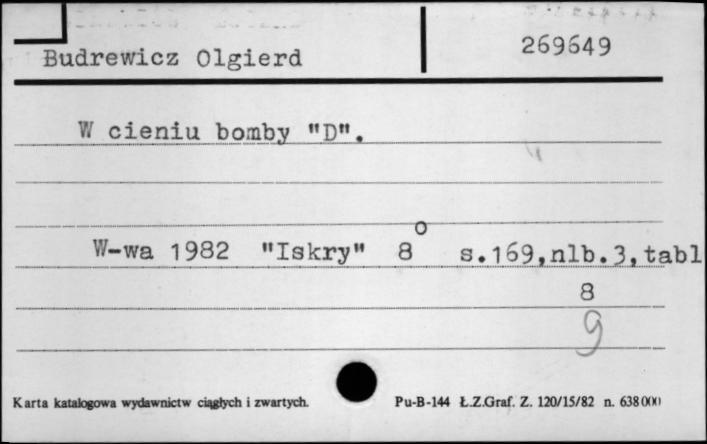 Budrewicz Olgierd 269649
W cieniu bomby "D".
W-wa 1982 "Iskry" 8º s.169,nlb.3,tabl
8
9
Karta katalogowa wydawnictw ciągłych i zwartych. Pu-B-144 Ł.Z.Graf. Z. 120/15/82 n. 638000